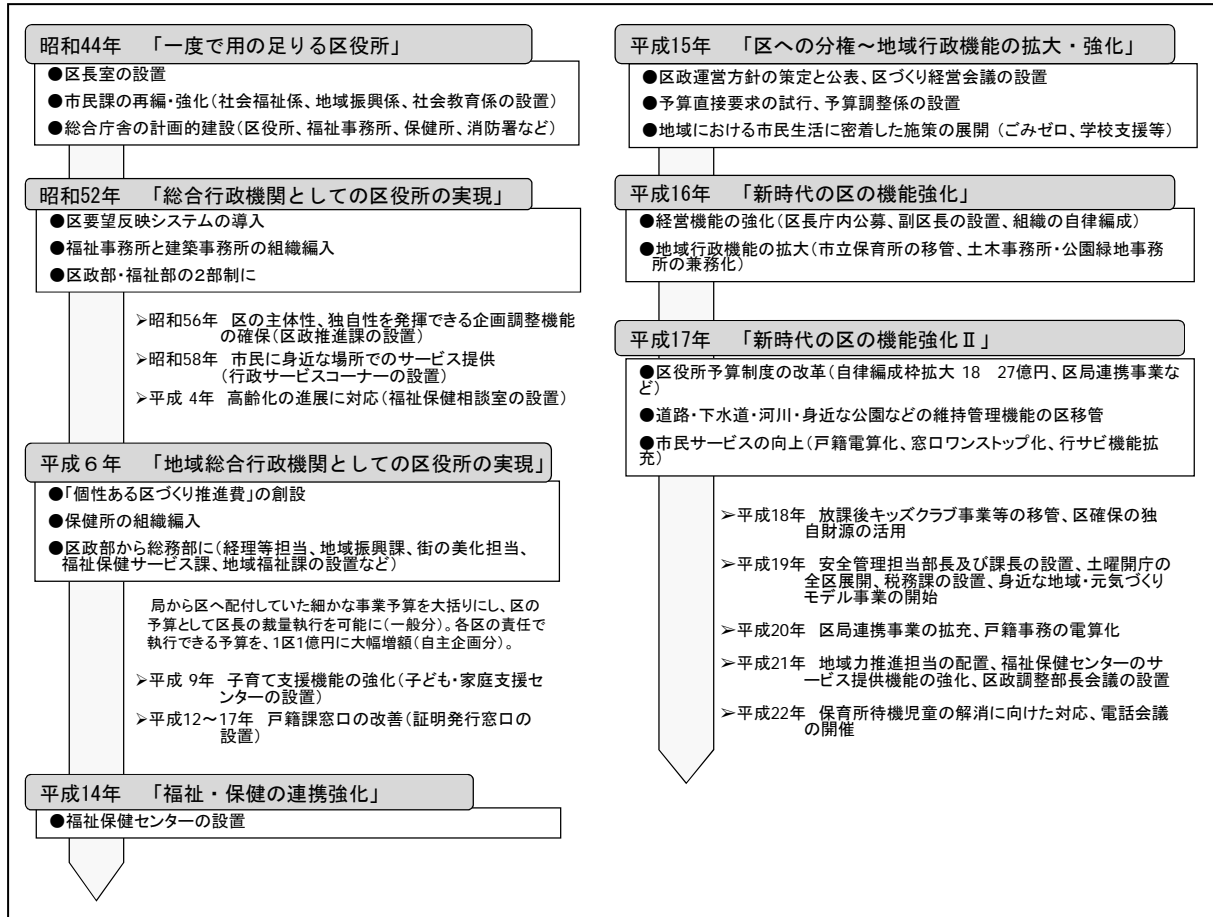 昭和44年 「一度で用の足りる区役所」
●区長室の設置
●市民課の再編・強化（社会福祉係、地域振興係、社会教育係の設置）
●総合庁舎の計画的建設（区役所、福祉事務所、保健所、消防署など）
昭和52年 「総合行政機関としての区役所の実現」
●区要望反映システムの導入
●福祉事務所と建築事務所の組織編入
●区政部・福祉部の２部制に
➢昭和56年 区の主体性、独自性を発揮できる企画調整機能
の確保（区政推進課の設置）
➢昭和58年 市民に身近な場所でのサービス提供
（行政サービスコーナーの設置）
➢平成 4年 高齢化の進展に対応（福祉保健相談室の設置）
平成６年 「地域総合行政機関としての区役所の実現」
●「個性ある区づくり推進費」の創設
●保健所の組織編入
●区政部から総務部に（経理等担当、地域振興課、街の美化担当、
福祉保健サービス課、地域福祉課の設置など）
局から区へ配付していた細かな事業予算を大括りにし、区の
予算として区長の裁量執行を可能に（一般分）。各区の責任で
執行できる予算を、1区1億円に大幅増額（自主企画分）。
➢平成 9年 子育て支援機能の強化（子ども・家庭支援セ
ンターの設置）
➢平成12～17年 戸籍課窓口の改善（証明発行窓口の
設置）
平成14年 「福祉・保健の連携強化」
●福祉保健センターの設置
平成15年 「区への分権～地域行政機能の拡大・強化」
●区政運営方針の策定と公表、区づくり経営会議の設置
●予算直接要求の試行、予算調整係の設置
●地域における市民生活に密着した施策の展開（ごみゼロ、学校支援等）
平成16年 「新時代の区の機能強化」
●経営機能の強化（区長庁内公募、副区長の設置、組織の自律編成）
●地域行政機能の拡大（市立保育所の移管、土木事務所・公園緑地事務
所の兼務化）
平成17年 「新時代の区の機能強化Ⅱ」
●区役所予算制度の改革（自律編成枠拡大 18 27億円、区局連携事業な
ど）
●道路・下水道・河川・身近な公園などの維持管理機能の区移管
●市民サービスの向上（戸籍電算化、窓口ワンストップ化、行サビ機能拡
充）
➢平成18年 放課後キッズクラブ事業等の移管、区確保の独
自財源の活用
➢平成19年 安全管理担当部長及び課長の設置、土曜開庁の
全区展開、税務課の設置、身近な地域・元気づくり
モデル事業の開始
➢平成20年 区局連携事業の拡充、戸籍事務の電算化
➢平成21年 地域力推進担当の配置、福祉保健センターのサ
ービス提供機能の強化、区政調整部長会議の設置
➢平成22年 保育所待機児童の解消に向けた対応、電話会議
の開催